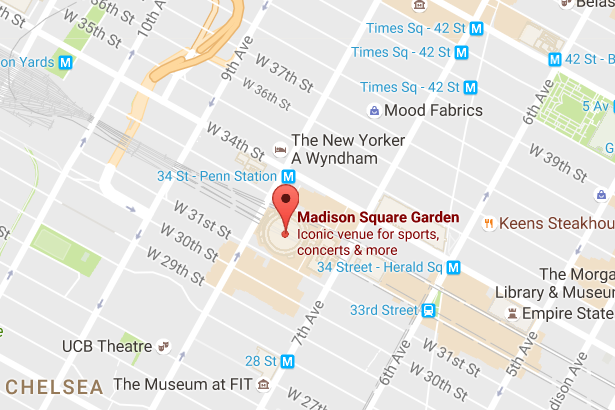 W 36th St
W 35th St
10th Ave
6th Ave
Times Sq - 42 St
Times Sq - 42 St
on Yards
9th Ave
42 St - B
W 37th St
Times Sq - 42 St
W 36th St
Mood Fabrics
6th Ave
5 Av
W 34th St
The New Yorker
A Wyndham
W 39th St
34 St - Penn Station
Madison Square Garden
Iconic venue for sports,
concerts & more
Keens Steakhou
W 31st St
W 30th St
W 29th St
34 Street - Herald Sq
The Morga
Library & Museum
33rd Street
Empire State
7th Ave
UCB Theatre
28 St
6th Ave
W 31st St
5th Ave
CHELSEA
The Museum at FIT
W 30th St
W 27th
dison Ave